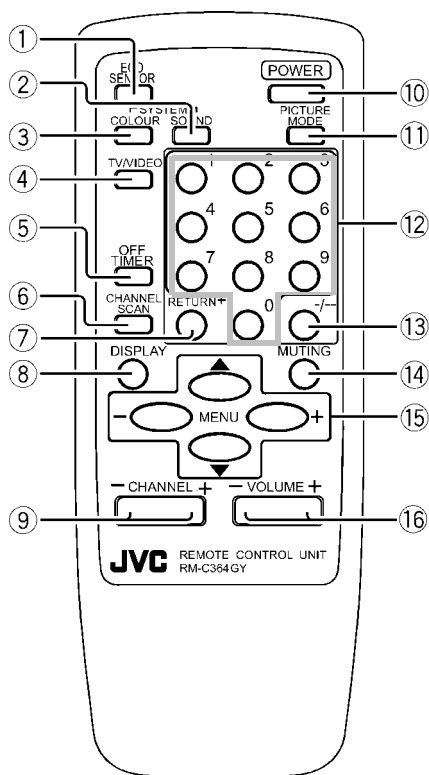 ① ECO SENSOR
POWER ⑩
② SYSTEM
③ COLOUR SOUND
PICTURE MODE ⑪
④ TV/VIDEO
1 2 3
4 5 6 ⑫
⑤ OFF TIMER
7 8 9
⑥ CHANNEL SCAN
⑦ RETURN+ 0 -/-- ⑬
⑧ DISPLAY
MUTING ⑭
- MENU + ⑮
⑨ - CHANNEL +
- VOLUME + ⑯
JVC REMOTE CONTROL UNIT
RM-C364GY